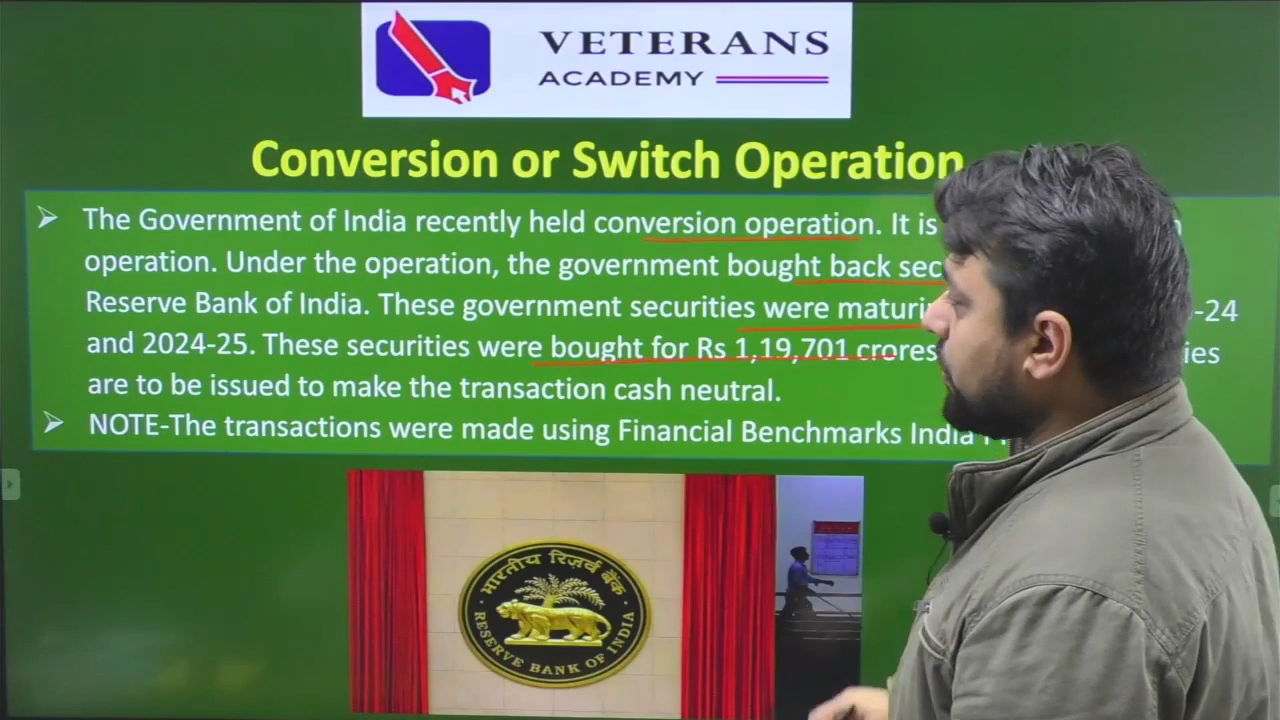 VETERANS
ACADEMY
Conversion or Switch Operation
The Government of India recently held conversion operation. It is
operation. Under the operation, the government bought back
Reserve Bank of India. These government securities were -24
and 2024-25. These securities were bought for Rs 1,19,701 crores
are to be issued to make the transaction cash neutral.
NOTE-The transactions were made using Financial Benchmarks India
भारतीय रिज़र्व बैंक
RESERVE BANK OF INDIA